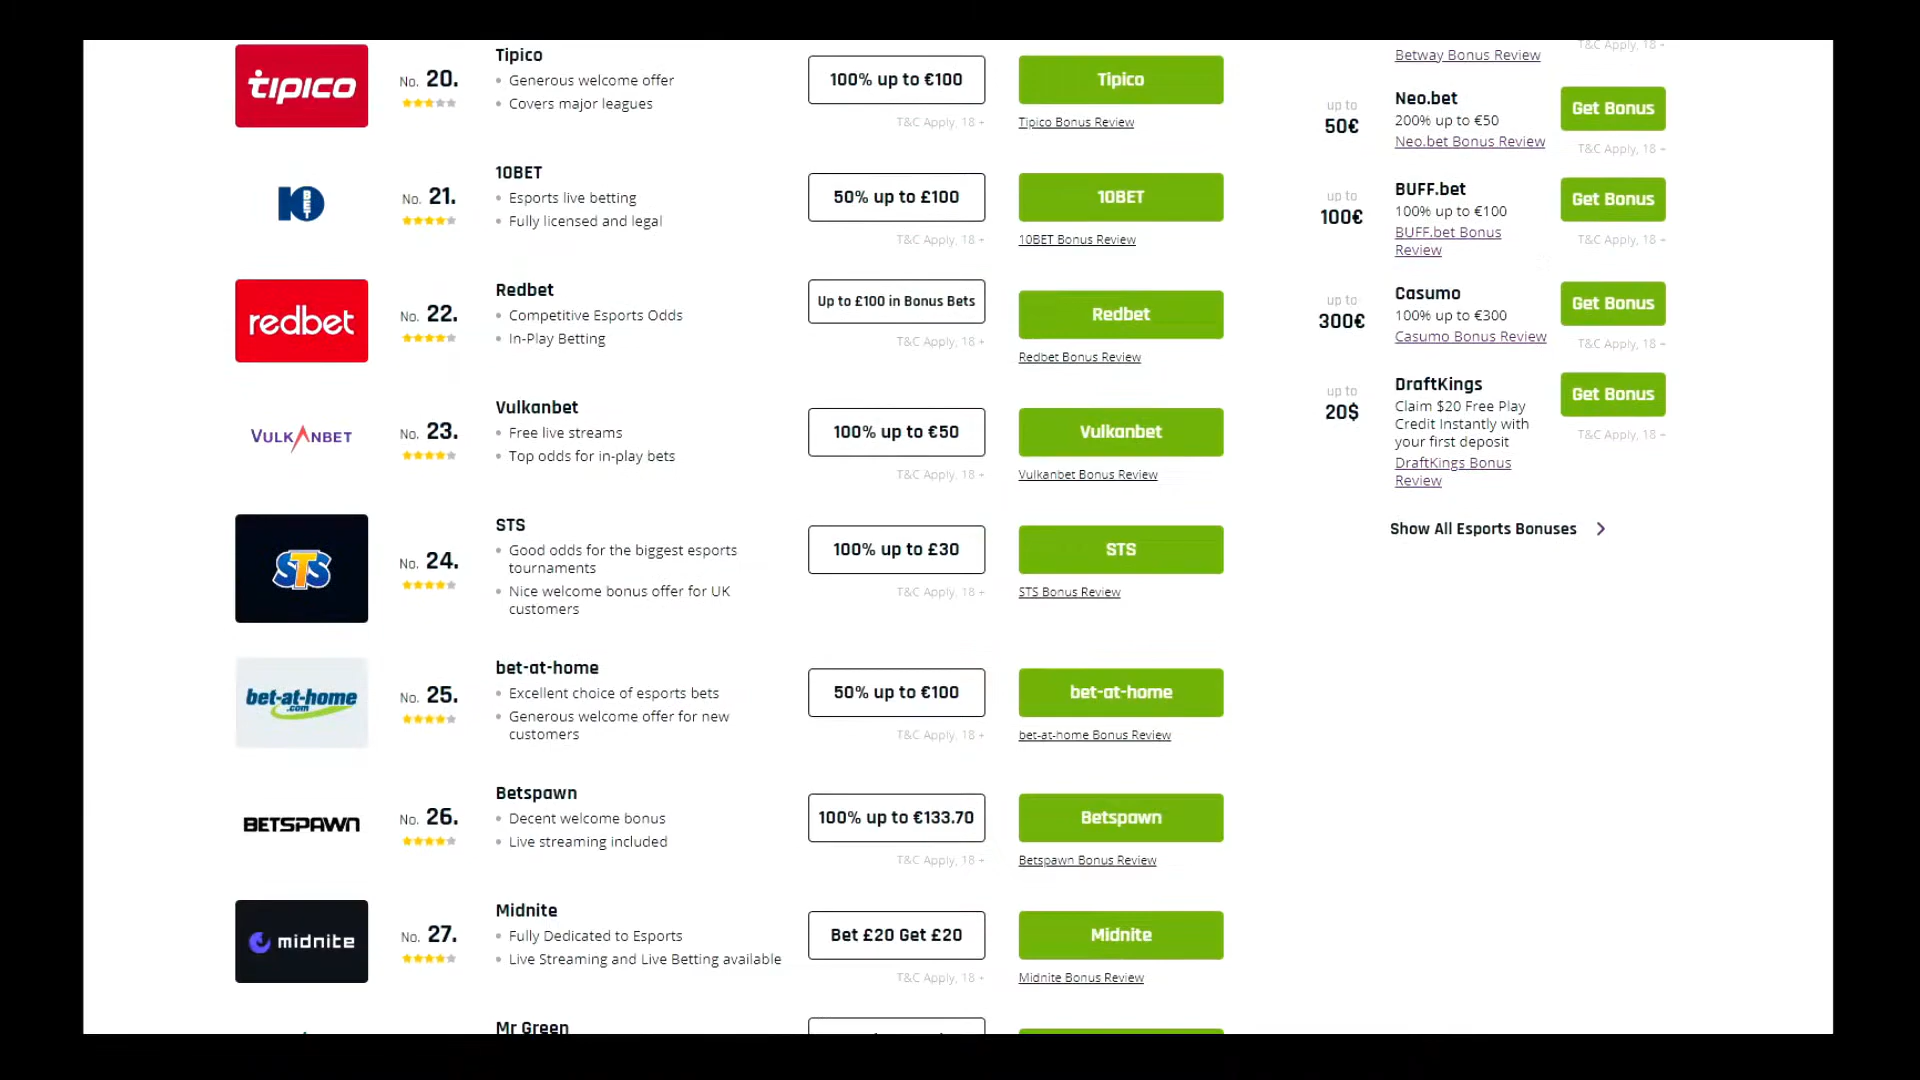 tipico
No. 20.
Tipico
Generous welcome offer
Covers major leagues
100% up to €100
T&C Apply, 18 +
Tipico
Tipico Bonus Review
10 BET
No. 21.
10BET
Esports live betting
Fully licensed and legal
50% up to £100
T&C Apply, 18 +
10BET
10BET Bonus Review
redbet
No. 22.
Redbet
Competitive Esports Odds
In-Play Betting
Up to £100 in Bonus Bets
T&C Apply, 18 +
Redbet
Redbet Bonus Review
VULKANBET
No. 23.
Vulkanbet
Free live streams
Top odds for in-play bets
100% up to €50
T&C Apply, 18 +
Vulkanbet
Vulkanbet Bonus Review
STS
No. 24.
STS
Good odds for the biggest esports
tournaments
Nice welcome bonus offer for UK
customers
100% up to £30
T&C Apply, 18 +
STS
STS Bonus Review
bet-at-home
.com
No. 25.
bet-at-home
Excellent choice of esports bets
Generous welcome offer for new
customers
50% up to €100
T&C Apply, 18 +
bet-at-home
bet-at-home Bonus Review
BETSPAWN
No. 26.
Betspawn
Decent welcome bonus
Live streaming included
100% up to €133.70
T&C Apply, 18 +
Betspawn
Betspawn Bonus Review
midnite
No. 27.
Midnite
Fully Dedicated to Esports
Live Streaming and Live Betting available
Bet £20 Get £20
T&C Apply, 18 +
Midnite
Midnite Bonus Review
Mr Green
T&C Apply, 18 +
Betway Bonus Review
up to
50€
Neo.bet
200% up to €50
Neo.bet Bonus Review
Get Bonus
T&C Apply, 18 +
up to
100€
BUFF.bet
100% up to €100
BUFF.bet Bonus
Review
Get Bonus
T&C Apply, 18 +
up to
300€
Casumo
100% up to €300
Casumo Bonus Review
Get Bonus
T&C Apply, 18 +
up to
20$
DraftKings
Claim $20 Free Play
Credit Instantly with
your first deposit
DraftKings Bonus
Review
Get Bonus
T&C Apply, 18 +
Show All Esports Bonuses